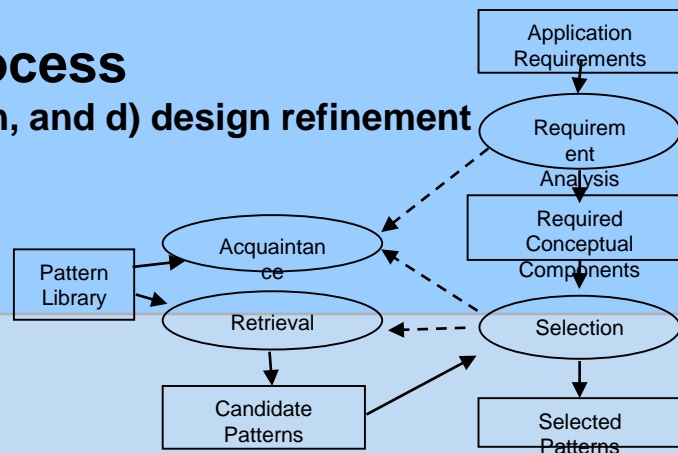 ocess
n, and d) design refinement
Application
Requirements
Requirem
ent
Analysis
Required
Conceptual
Components
Acquaintan
ce
Pattern
Library
Retrieval
Selection
Candidate
Patterns
Selected
Patterns